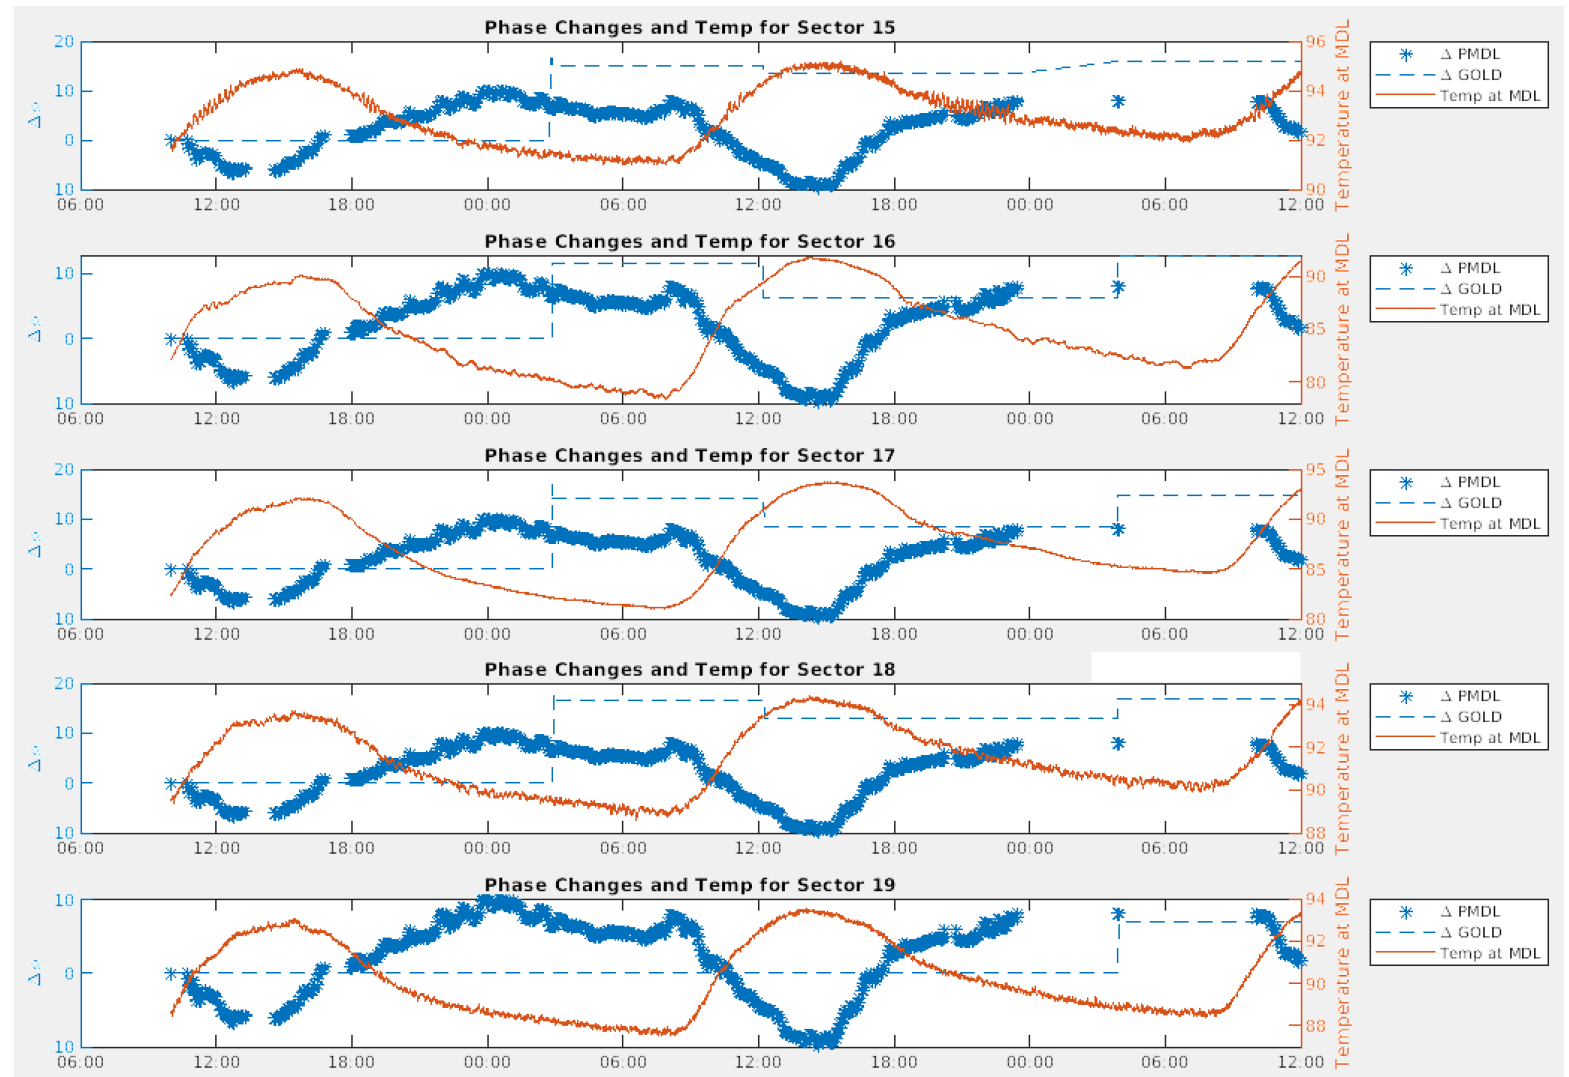 Phase Changes and Temp for Sector 15
20
10
0
10
Δ φ
96
94
92
90
Temperature at MDL
06:00 12:00 18:00 00:00 06:00 12:00 18:00 00:00 06:00 12:00
Δ PMDL
Δ GOLD
Temp at MDL
Phase Changes and Temp for Sector 16
10
0
10
Δ φ
90
85
80
Temperature at MDL
06:00 12:00 18:00 00:00 06:00 12:00 18:00 00:00 06:00 12:00
Δ PMDL
Δ GOLD
Temp at MDL
Phase Changes and Temp for Sector 17
20
10
0
10
Δ φ
95
90
85
80
Temperature at MDL
06:00 12:00 18:00 00:00 06:00 12:00 18:00 00:00 06:00 12:00
Δ PMDL
Δ GOLD
Temp at MDL
Phase Changes and Temp for Sector 18
20
10
0
10
Δ φ
94
92
90
88
Temperature at MDL
06:00 12:00 18:00 00:00 06:00 12:00 18:00 00:00 06:00 12:00
Δ PMDL
Δ GOLD
Temp at MDL
Phase Changes and Temp for Sector 19
10
0
10
Δ φ
94
92
90
88
Temperature at MDL
06:00 12:00 18:00 00:00 06:00 12:00 18:00 00:00 06:00 12:00
Δ PMDL
Δ GOLD
Temp at MDL